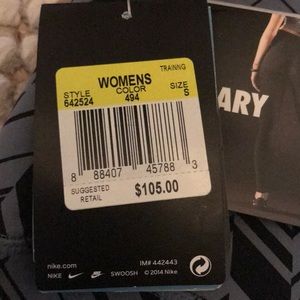 TRAINING
WOMENS
STYLE COLOR SIZE
642524 494 S
8 88407 45788 3
SUGGESTED
RETAIL $105.00
ARY
nike.com IM# 442443
NIKE SWOOSH © 2014 Nike